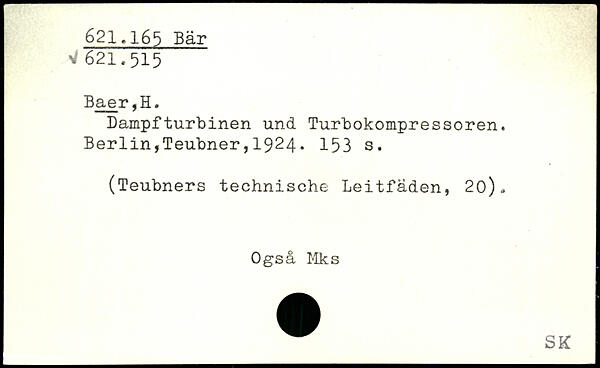 621.165 Bär
√ 621.515
Baer,H.
Dampfturbinen und Turbokompressoren.
Berlin,Teubner,1924. 153 s.
(Teubners technische Leitfäden, 20).
Også Mks
SK